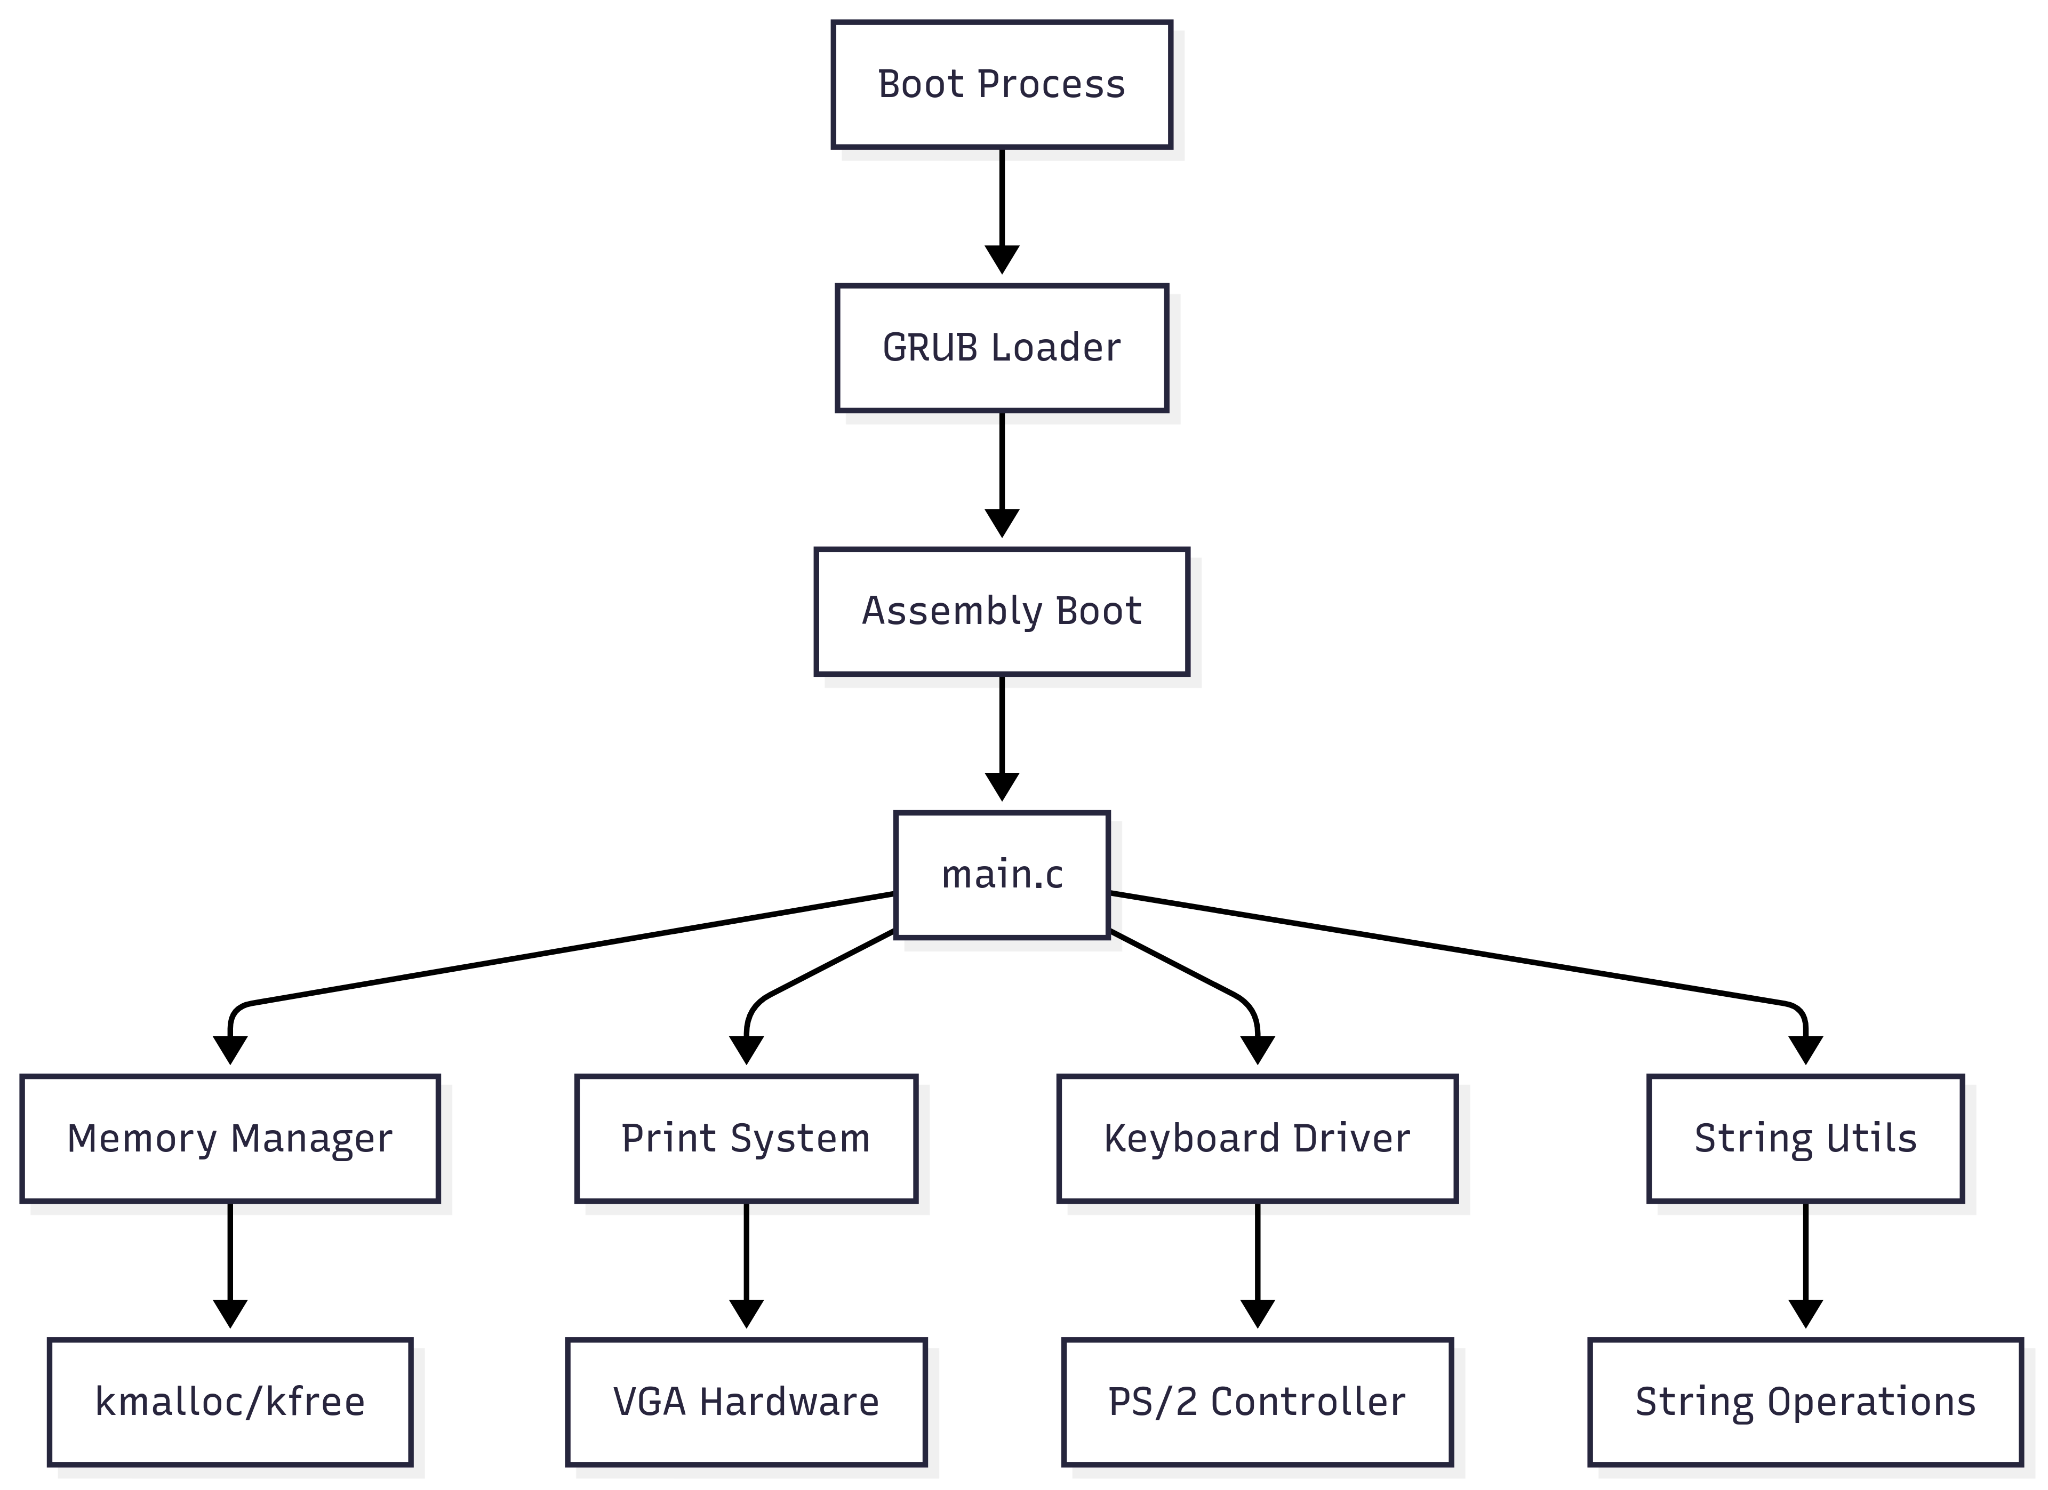 Boot Process
GRUB Loader
Assembly Boot
main.c
Memory Manager
Print System
Keyboard Driver
String Utils
kmalloc/kfree
VGA Hardware
PS/2 Controller
String Operations